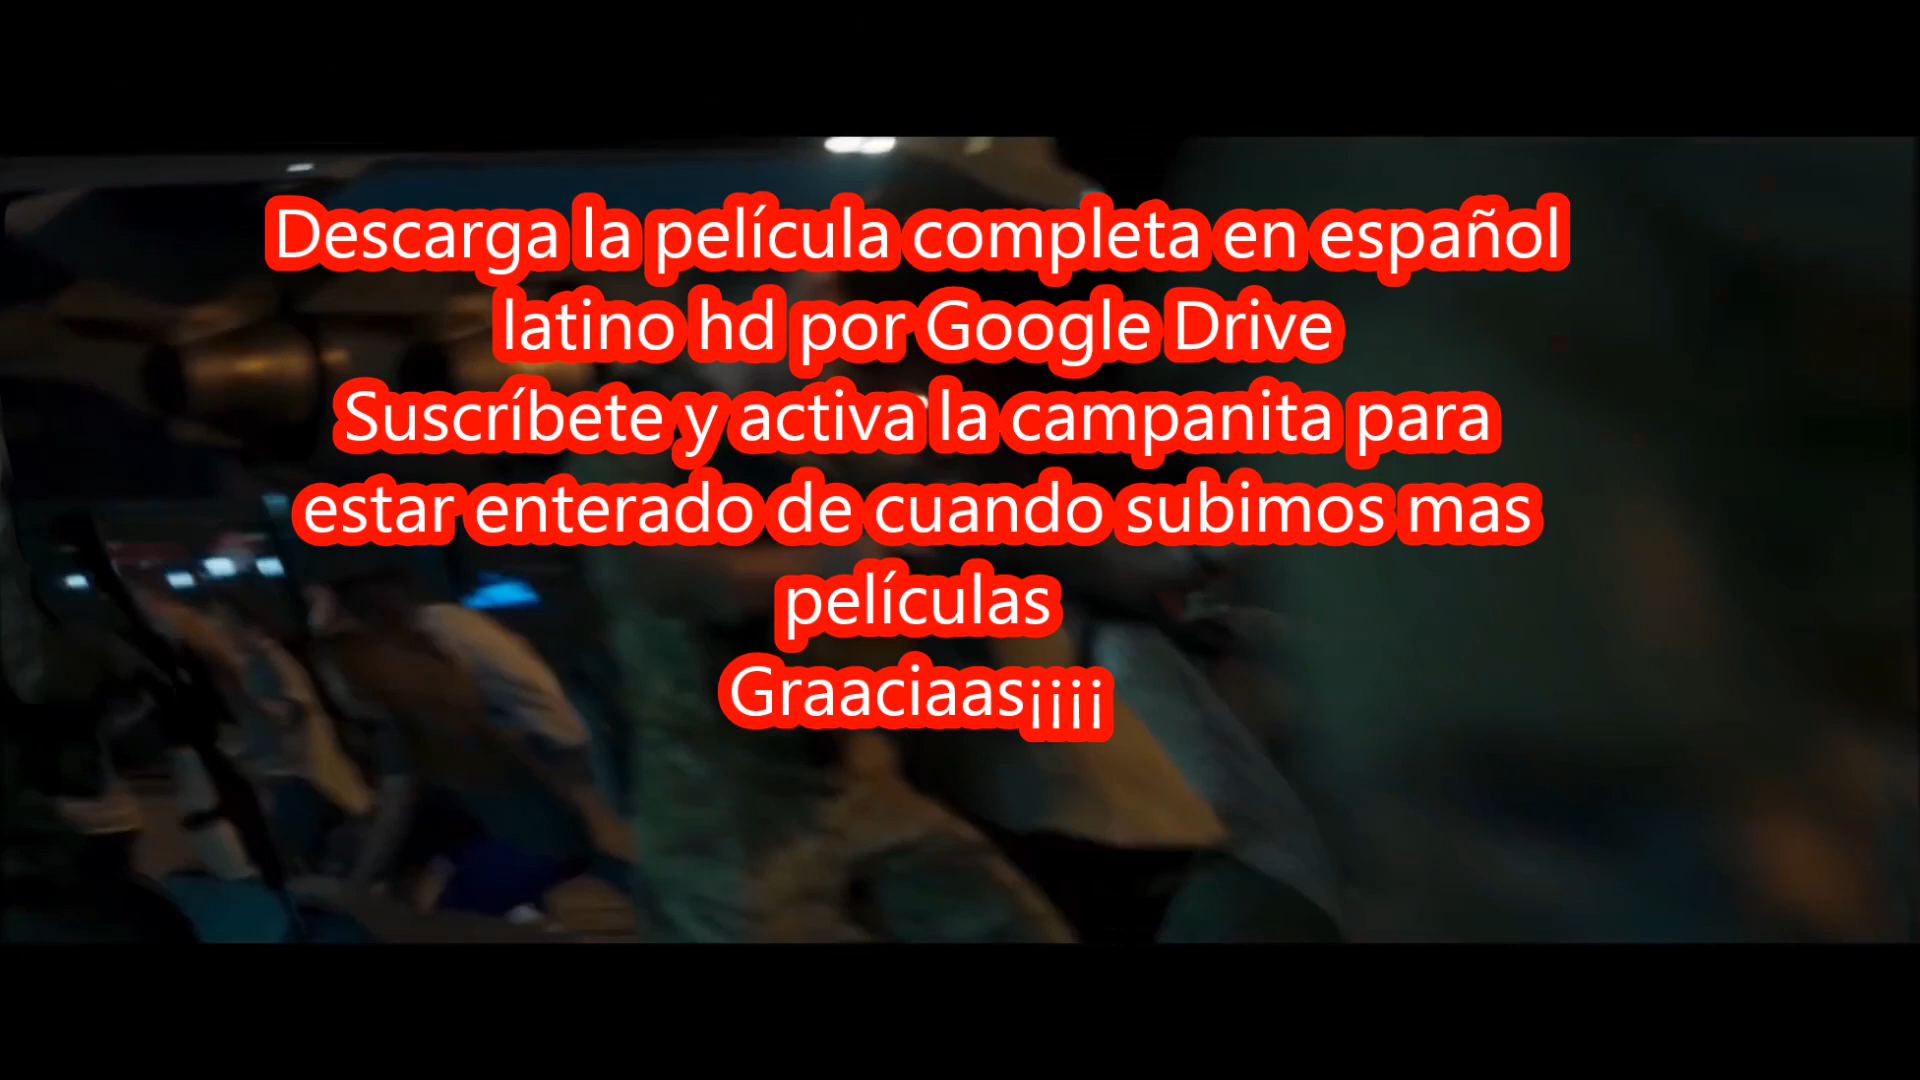 Descarga la película completa en español
latino hd por Google Drive
Suscríbete y activa la campanita para
estar enterado de cuando subimos mas
películas
Graaciaas¡¡¡¡